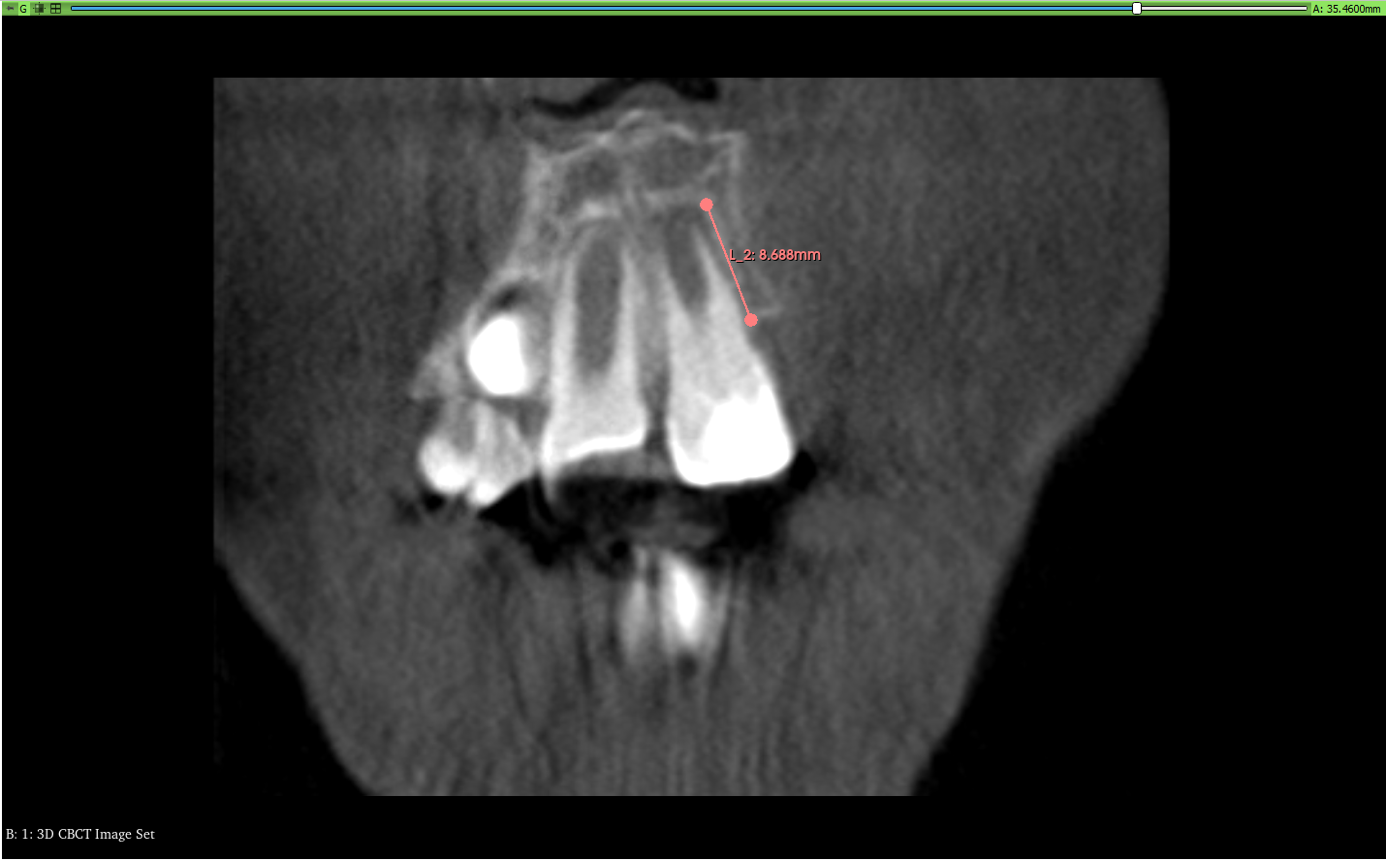 G
A: 35.4600mm
L_2: 8.688mm
B: 1: 3D CBCT Image Set